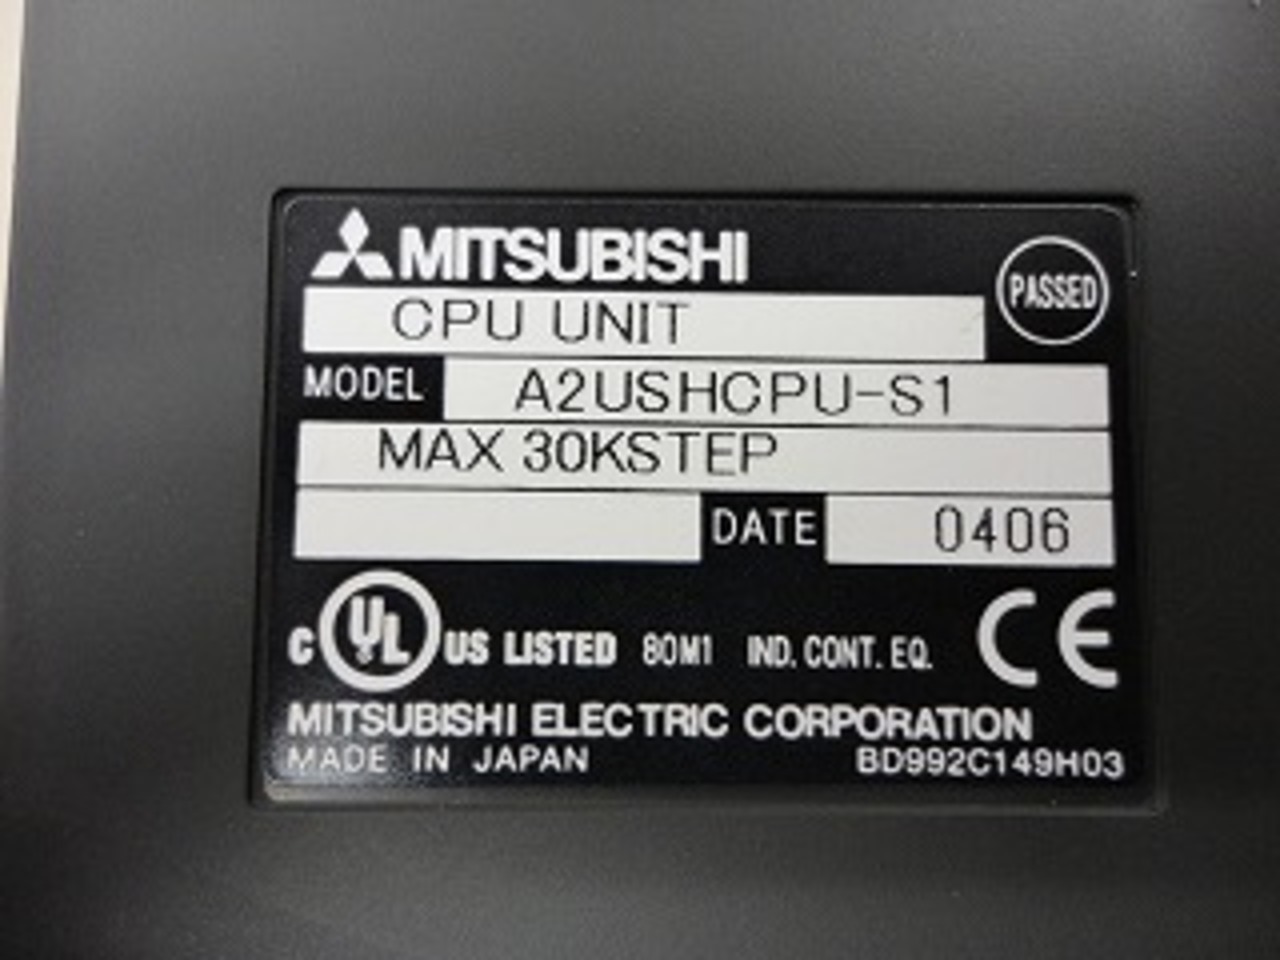 MITSUBISHI
PASSED
CPU UNIT
MODEL A2USHCPU-S1
MAX 30KSTEP
DATE 0406
C UL US LISTED 80M1 IND. CONT. EQ. CE
MITSUBISHI ELECTRIC CORPORATION
MADE IN JAPAN BD992C149H03